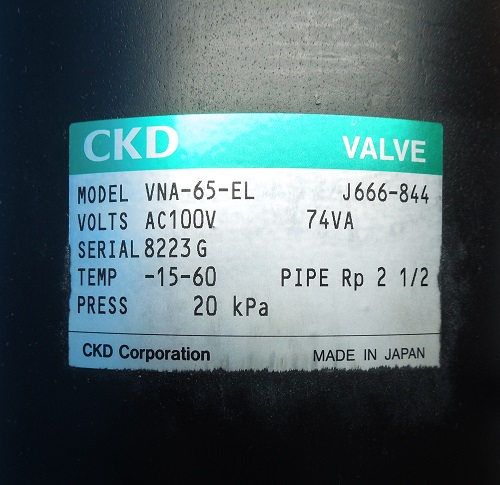 CKD VALVE
MODEL VNA-65-EL J666-844
VOLTS AC100V 74VA
SERIAL 8223G
TEMP -15-60 PIPE Rp 2 1/2
PRESS 20 kPa
CKD Corporation MADE IN JAPAN